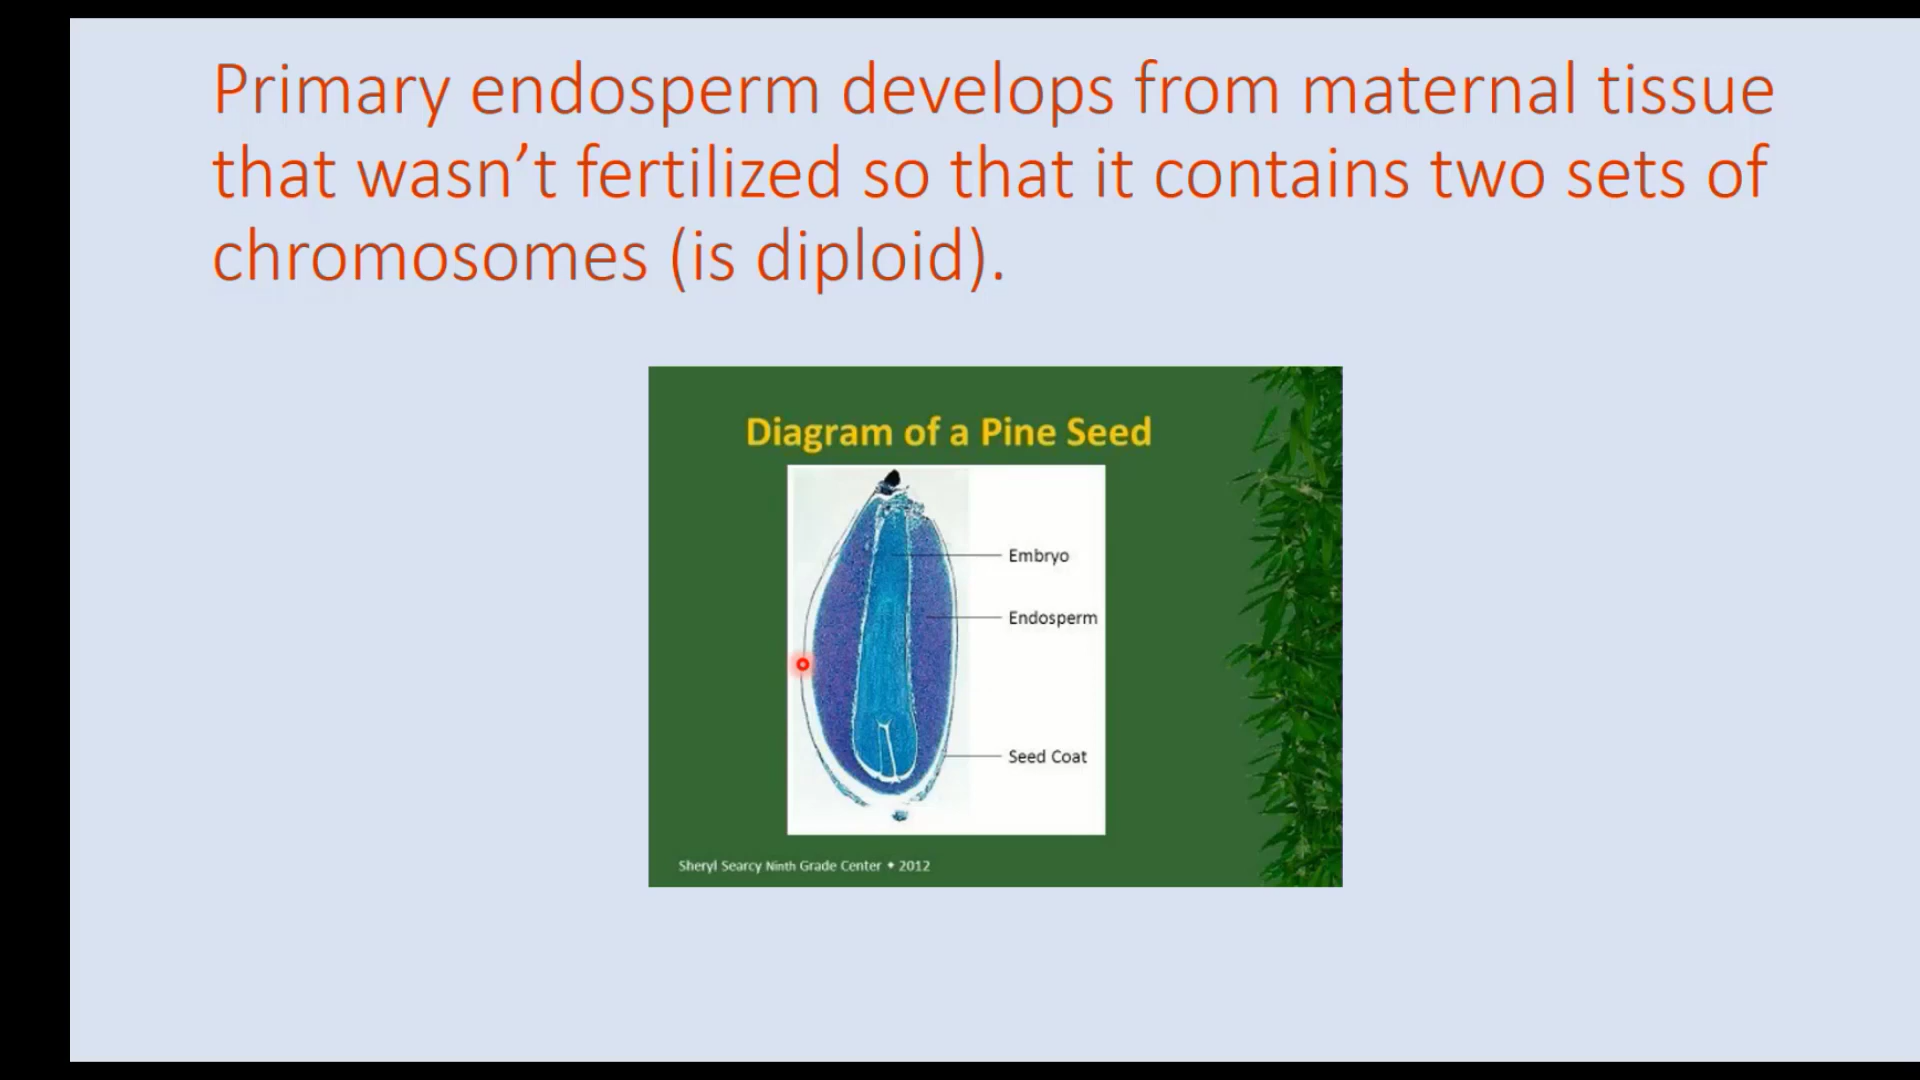 Primary endosperm develops from maternal tissue
that wasn’t fertilized so that it contains two sets of
chromosomes (is diploid).
Diagram of a Pine Seed
Embryo
Endosperm
Seed Coat
Sheryl Searcy Ninth Grade Center ✦ 2012